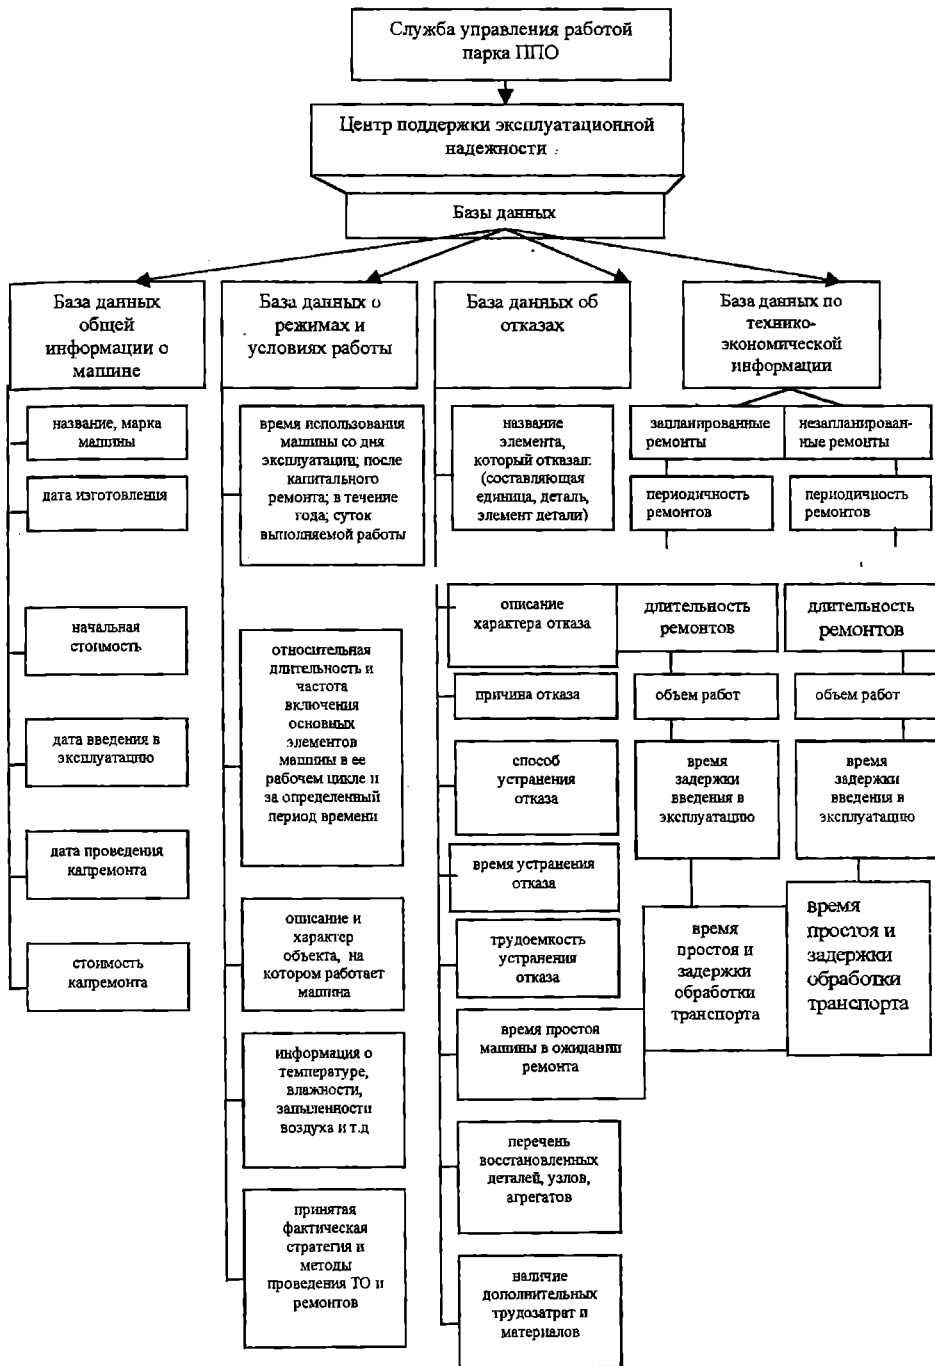 Служба управления работой
парка ППО
Центр поддержки эксплуатационной
надежности
Базы данных
База данных
общей
информации о
машине
название, марка
машины
дата изготовления
начальная
стоимость
дата введения в
эксплуатацию
дата проведения
капремонта
стоимость
капремонта
База данных о
режимах и
условиях работы
время использования
машины со дня
эксплуатации; после
капитального
ремонта; в течение
года; суток
выполняемой работы
относительная
длительность и
частота
включения
основных
элементов
машины в ее
рабочем цикле и
за определенный
период времени
описание и
характер
объекта, на
котором работает
машина
информация о
температуре,
влажности,
запыленности
воздуха и т.д
принятая
фактическая
стратегия и
методы
проведения ТО и
ремонтов
База данных об
отказах
название
элемента,
который отказал:
(составляющая
единица, деталь,
элемент детали)
описание
характера отказа
причина отказа
способ
устранения
отказа
время устранения
отказа
трудоемкость
устранения
отказа
время простоя
машины в ожидании
ремонта
перечень
восстановленных
деталей, узлов,
агрегатов
наличие
дополнительных
трудозатрат и
материалов
База данных по
технико-
экономической
информации
запланированные
ремонты
периодичность
ремонтов
длительность
ремонтов
объем работ
время
задержки
введения в
эксплуатацию
время
простоя и
задержки
обработки
транспорта
незапланирован-
ные ремонты
периодичность
ремонтов
длительность
ремонтов
объем работ
время
задержки
введения в
эксплуатацию
время
простоя и
задержки
обработки
транспорта